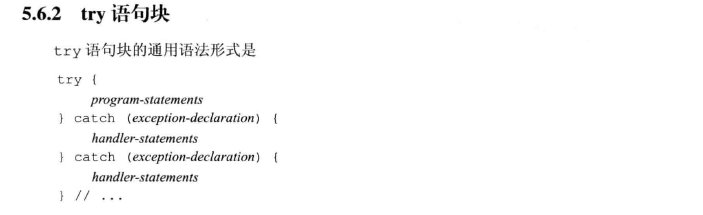 5.6.2 try 语句块
try 语句块的通用语法形式是
try {
program-statements
} catch (exception-declaration) {
handler-statements
} catch (exception-declaration) {
handler-statements
} // ...